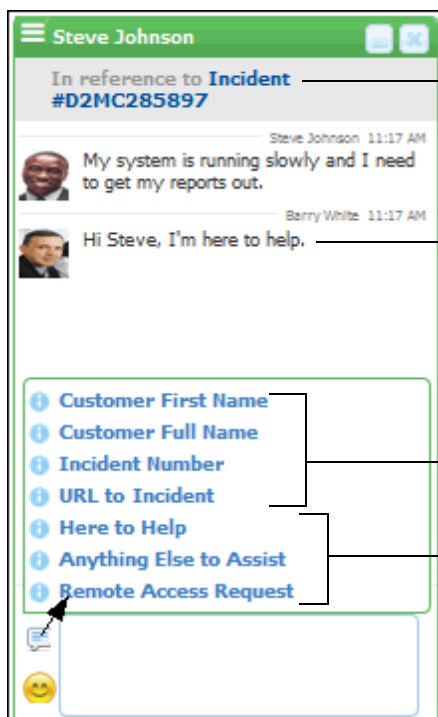 Steve Johnson
In reference to Incident
#D2MC285897
Steve Johnson 11:17 AM
My system is running slowly and I need
to get my reports out.
Barry White 11:17 AM
Hi Steve, I'm here to help.
Customer First Name
Customer Full Name
Incident Number
URL to Incident
Here to Help
Anything Else to Assist
Remote Access Request